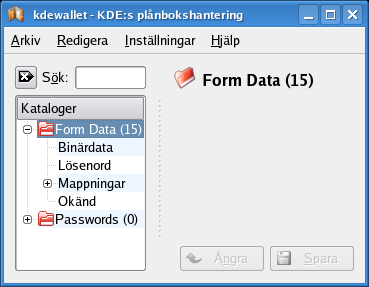 kdewallet - KDE:s plånbokshantering
Arkiv Redigera Inställningar Hjälp
Sök:
Form Data (15)
Kataloger
Form Data (15)
Binärdata
Lösenord
Mappningar
Okänd
Passwords (0)
Ångra Spara